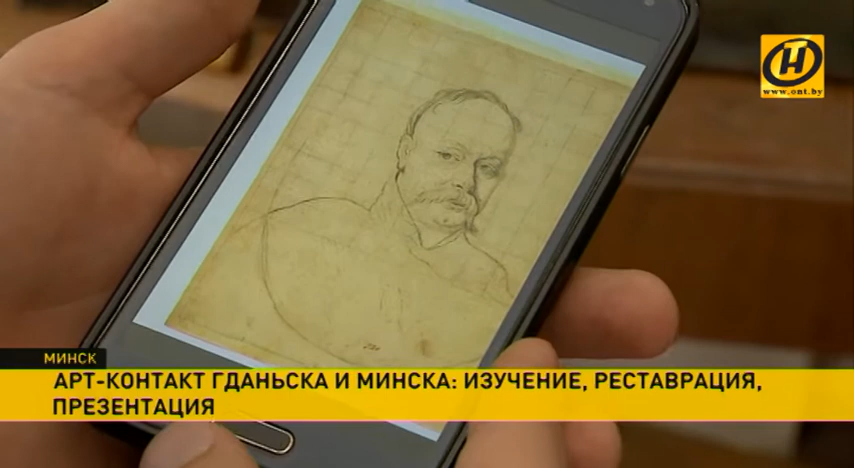 www.ont.by
МИНСК
АРТ-КОНТАКТ ГДАНЬСКА И МИНСКА: ИЗУЧЕНИЕ, РЕСТАВРАЦИЯ,
ПРЕЗЕНТАЦИЯ